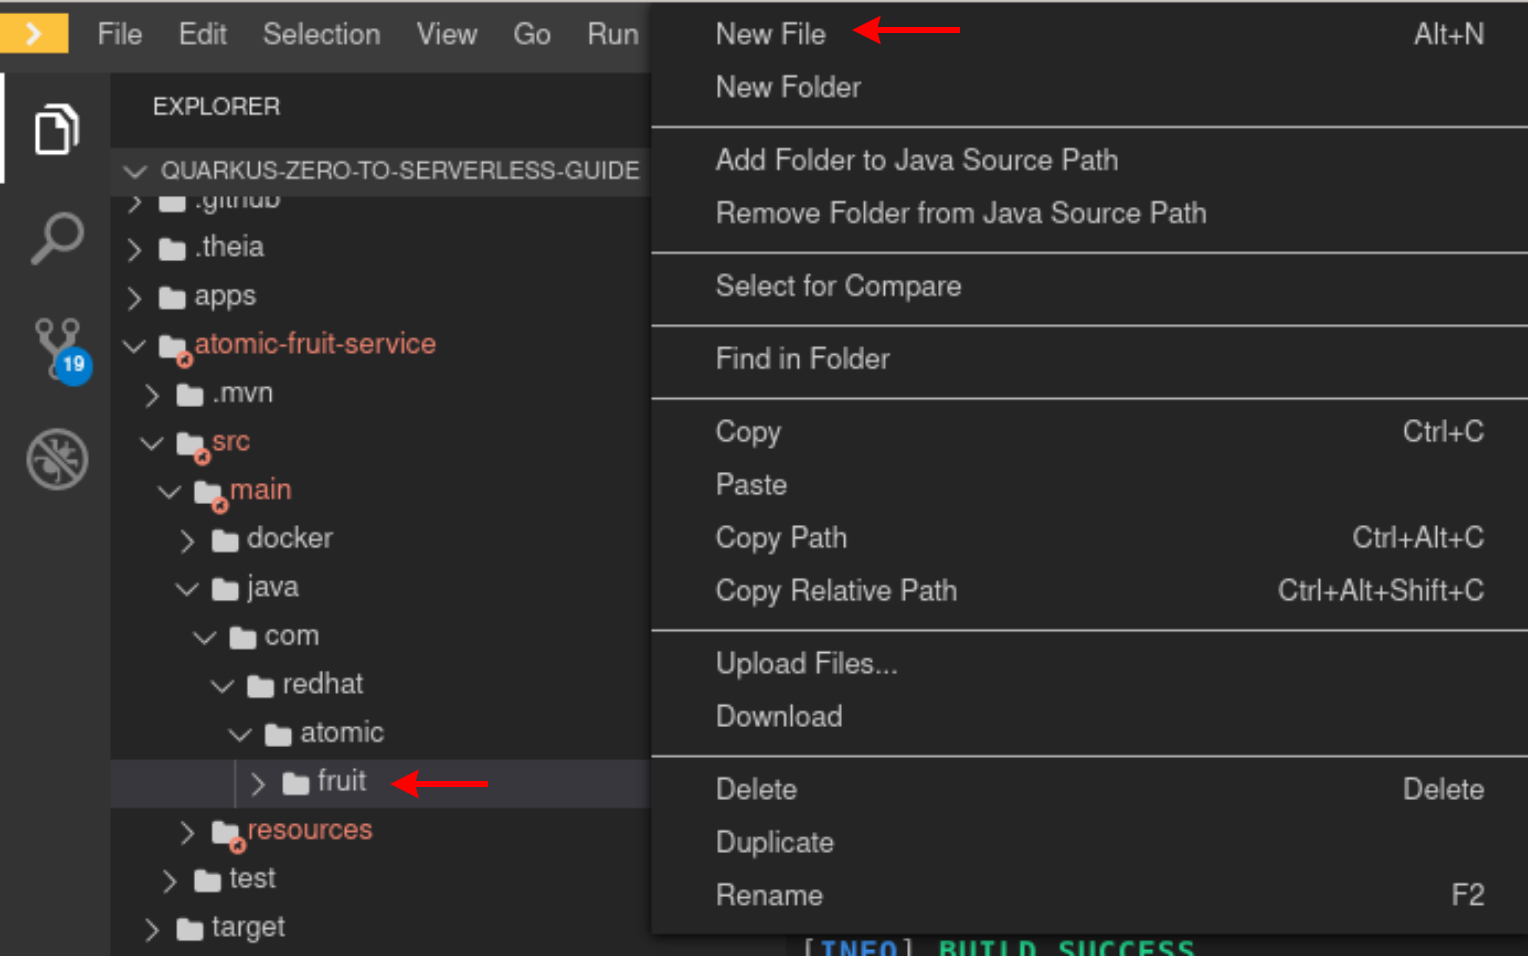 File Edit Selection View Go Run
EXPLORER
QUARKUS-ZERO-TO-SERVERLESS-GUIDE
.github
.theia
apps
atomic-fruit-service
19
.mvn
src
main
docker
java
com
redhat
atomic
fruit
resources
test
target
New File Alt+N
New Folder
Add Folder to Java Source Path
Remove Folder from Java Source Path
Select for Compare
Find in Folder
Copy Ctrl+C
Paste
Copy Path Ctrl+Alt+C
Copy Relative Path Ctrl+Alt+Shift+C
Upload Files...
Download
Delete Delete
Duplicate
Rename F2
[INFO] BUILD SUCCESS